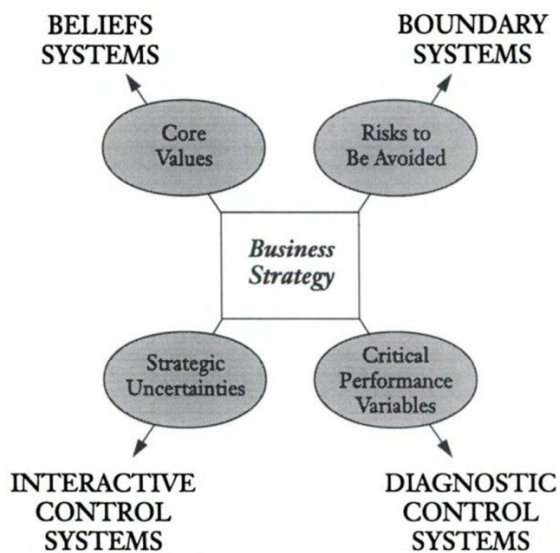 BELIEFS
SYSTEMS
BOUNDARY
SYSTEMS
Core
Values
Risks to
Be Avoided
Business
Strategy
Strategic
Uncertainties
Critical
Performance
Variables
INTERACTIVE
CONTROL
SYSTEMS
DIAGNOSTIC
CONTROL
SYSTEMS